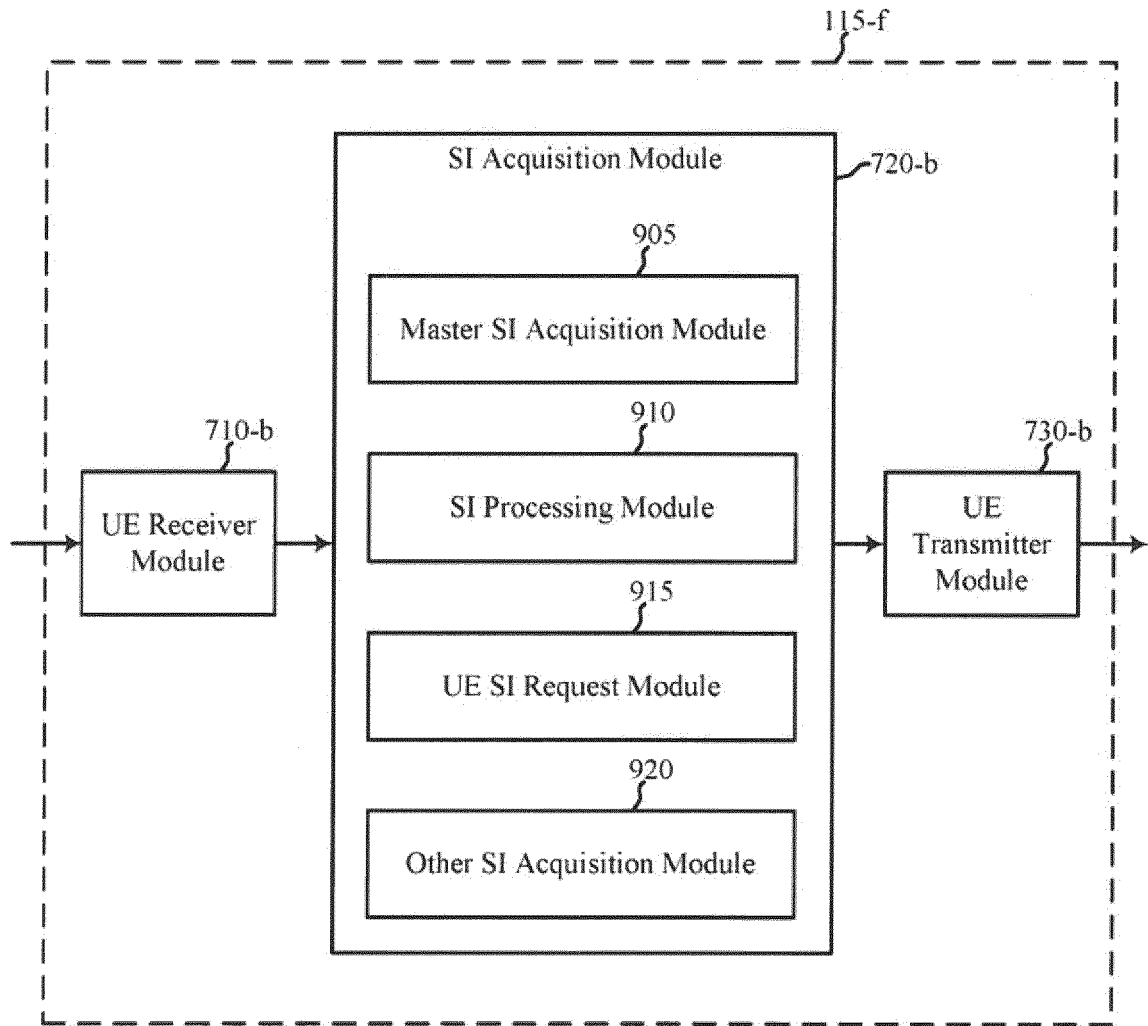 115-f
SI Acquisition Module
720-b
905
Master SI Acquisition Module
910
SI Processing Module
710-b
UE Receiver
Module
730-b
UE
Transmitter
Module
915
UE SI Request Module
920
Other SI Acquisition Module